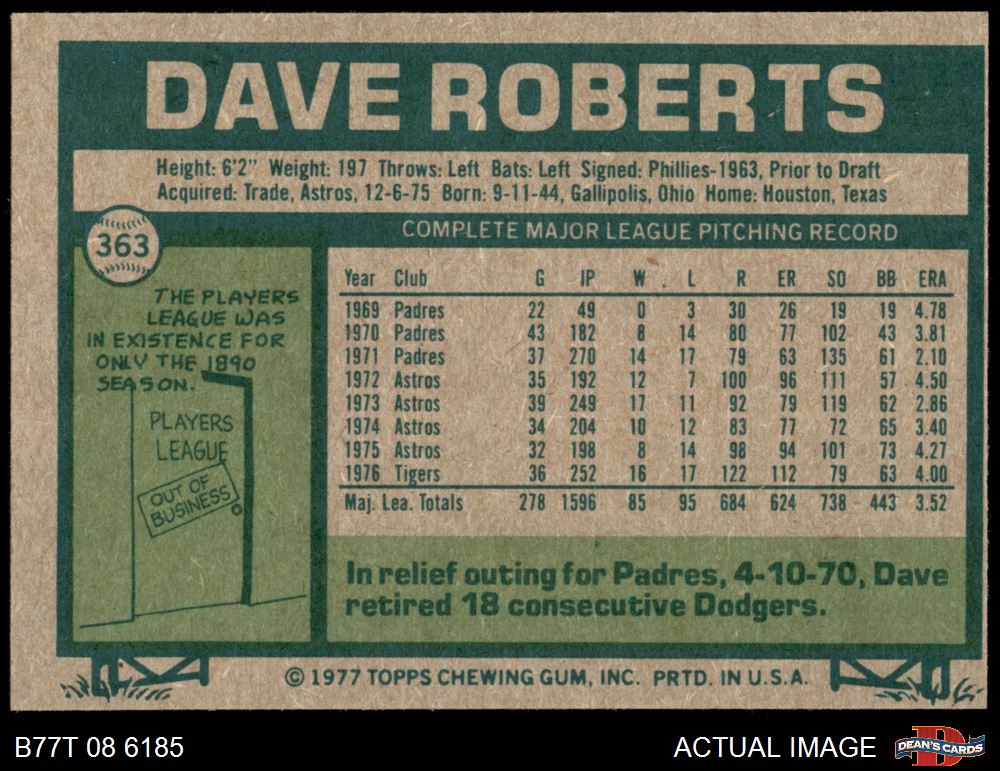 DAVE ROBERTS
Height: 6'2" Weight: 197 Throws: Left Bats: Left Signed: Phillies-1963, Prior to Draft
Acquired: Trade, Astros, 12-6-75 Born: 9-11-44, Gallipolis, Ohio Home: Houston, Texas
363
THE PLAYERS
LEAGUE WAS
IN EXISTENCE FOR
ONLY THE 1890
SEASON.
PLAYERS
LEAGUE
OUT OF
BUSINESS
COMPLETE MAJOR LEAGUE PITCHING RECORD
Year Club G IP W L R ER SO BB ERA
1969 Padres 22 49 0 3 30 26 19 19 4.78
1970 Padres 43 182 8 14 80 77 102 43 3.81
1971 Padres 37 270 14 17 79 63 135 61 2.10
1972 Astros 35 192 12 7 100 96 111 57 4.50
1973 Astros 39 249 17 11 92 79 119 62 2.86
1974 Astros 34 204 10 12 83 77 72 65 3.40
1975 Astros 32 198 8 14 98 94 101 73 4.27
1976 Tigers 36 252 16 17 122 112 79 63 4.00
Maj. Lea. Totals 278 1596 85 95 684 624 738 443 3.52
In relief outing for Padres, 4-10-70, Dave
retired 18 consecutive Dodgers.
© 1977 TOPPS CHEWING GUM, INC. PRTD. IN U.S.A.
B77T 08 6185
ACTUAL IMAGE
DEAN'S CARDS